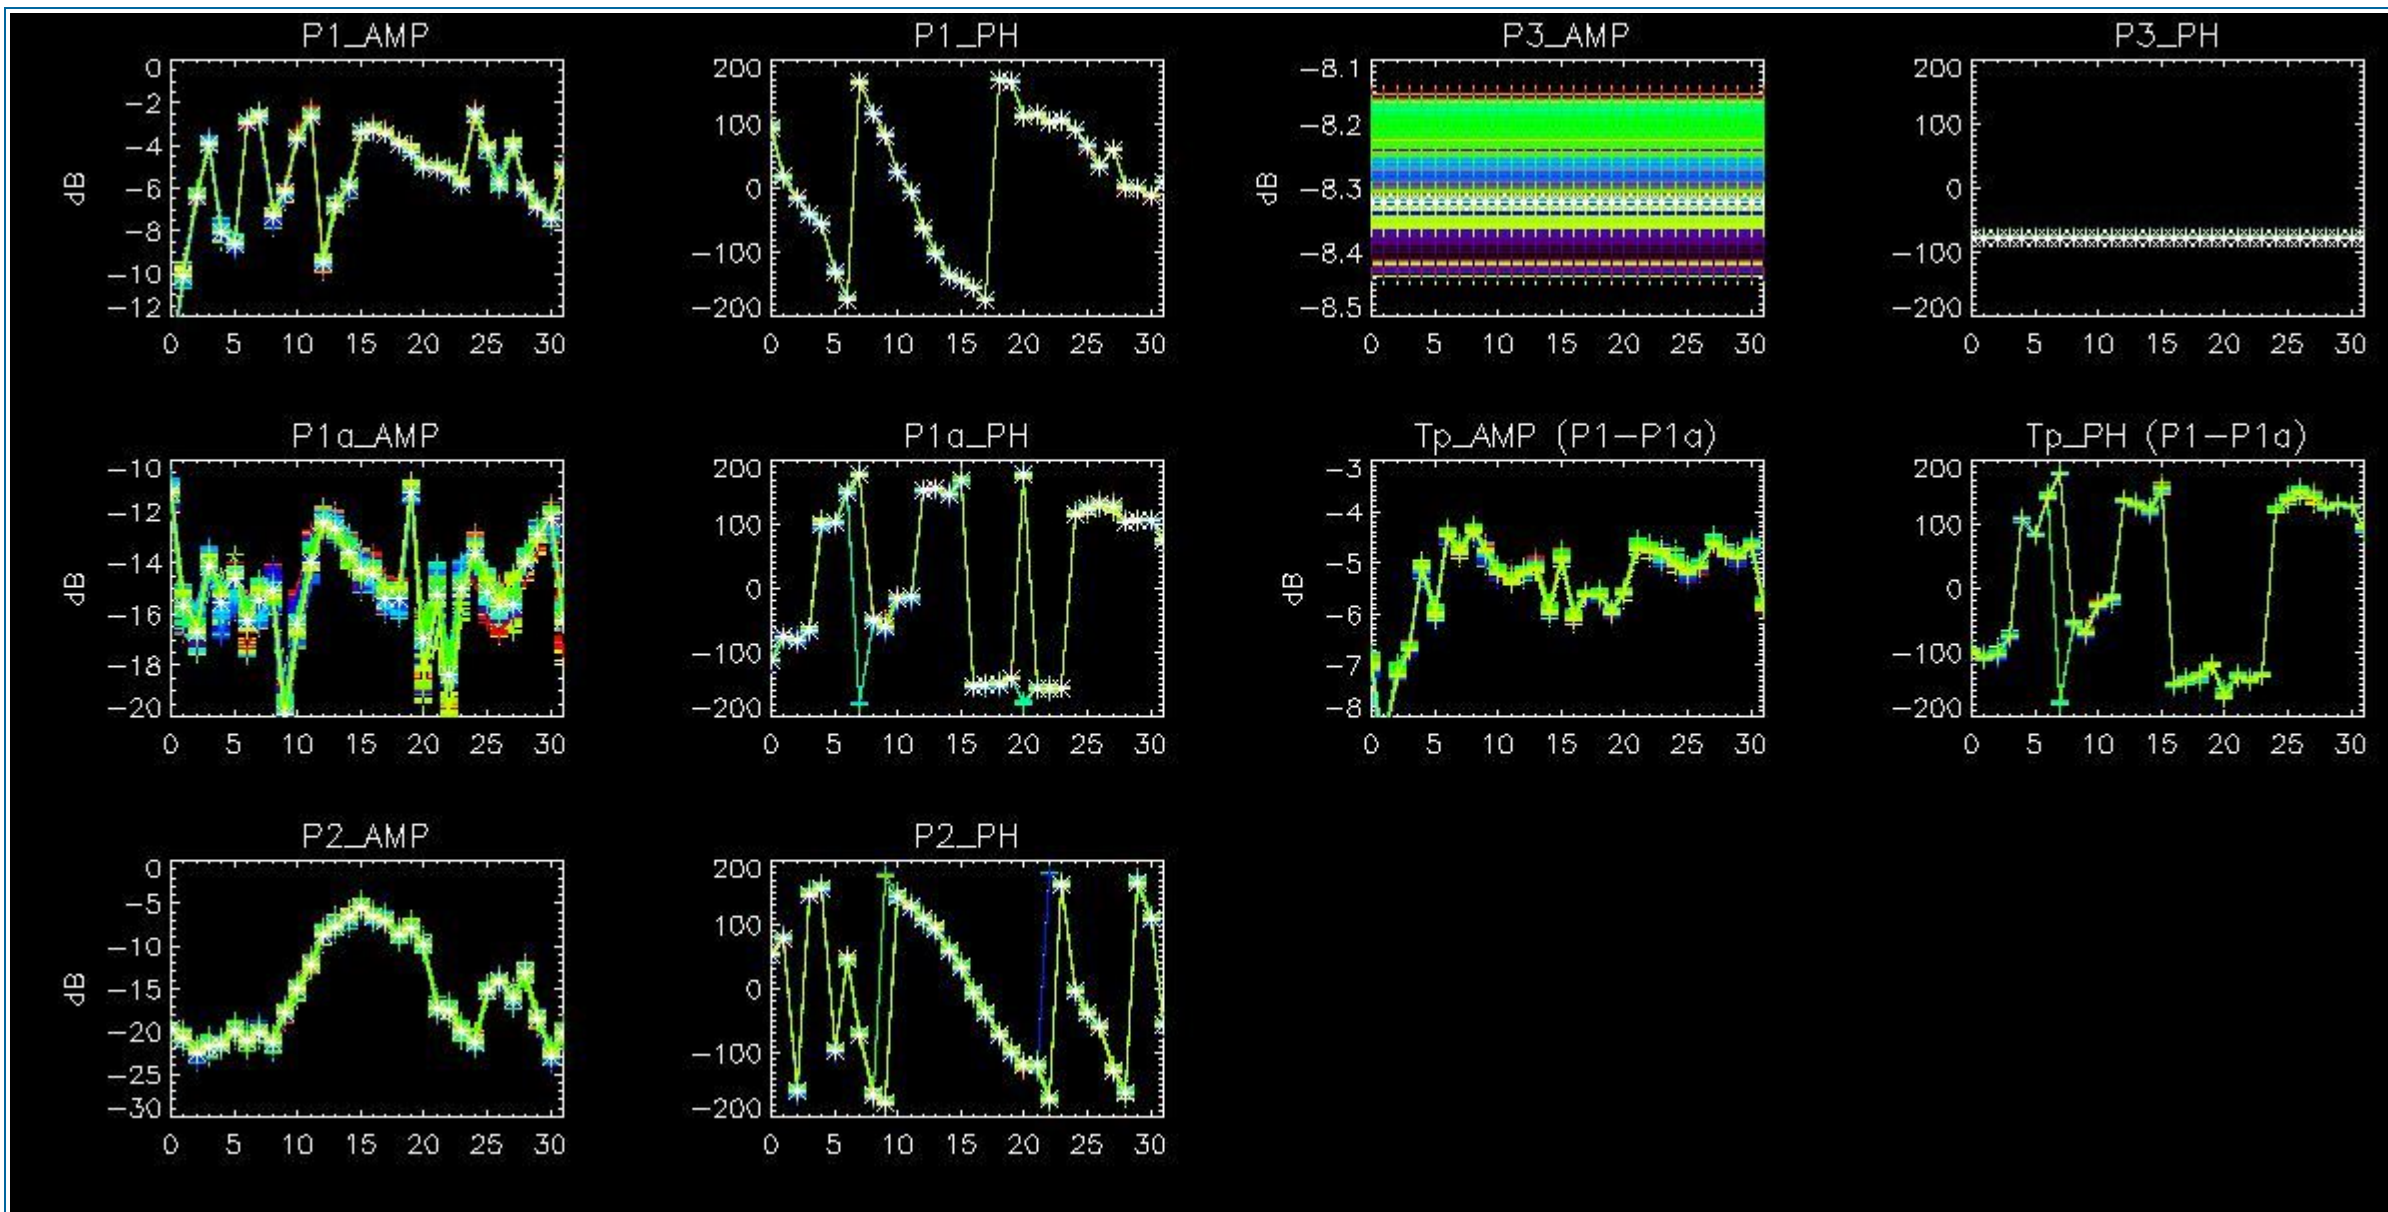 P1_AMP
0
−2
−4
−6
−8
−10
−12
dB
0 5 10 15 20 25 30
P1_PH
200
100
0
−100
−200
0 5 10 15 20 25 30
P3_AMP
−8.1
−8.2
−8.3
−8.4
−8.5
dB
0 5 10 15 20 25 30
P3_PH
200
100
0
−100
−200
0 5 10 15 20 25 30
P1a_AMP
−10
−12
−14
−16
−18
−20
dB
0 5 10 15 20 25 30
P1a_PH
200
100
0
−100
−200
0 5 10 15 20 25 30
Tp_AMP (P1−P1a)
−3
−4
−5
−6
−7
−8
dB
0 5 10 15 20 25 30
Tp_PH (P1−P1a)
200
100
0
−100
−200
0 5 10 15 20 25 30
P2_AMP
0
−5
−10
−15
−20
−25
−30
dB
0 5 10 15 20 25 30
P2_PH
200
100
0
−100
−200
0 5 10 15 20 25 30